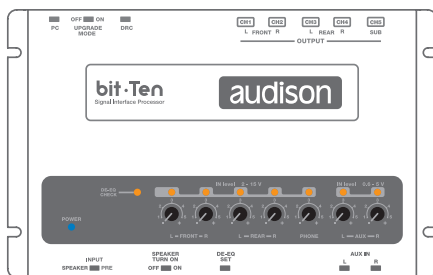 OFF ON
PC UPGRADE MODE DRC
CH1 CH2 CH3 CH4 CH5
L FRONT R L REAR R SUB
OUTPUT
bit Ten
Signal Interface Processor
audison
DE-EQ CHECK
IN level 2 - 15 V
IN level 0.6 - 5 V
POWER
L FRONT R L REAR R PHONE L AUX R
INPUT
SPEAKER PRE
SPEAKER TURN ON
OFF ON
DE-EQ SET
AUX IN
L R